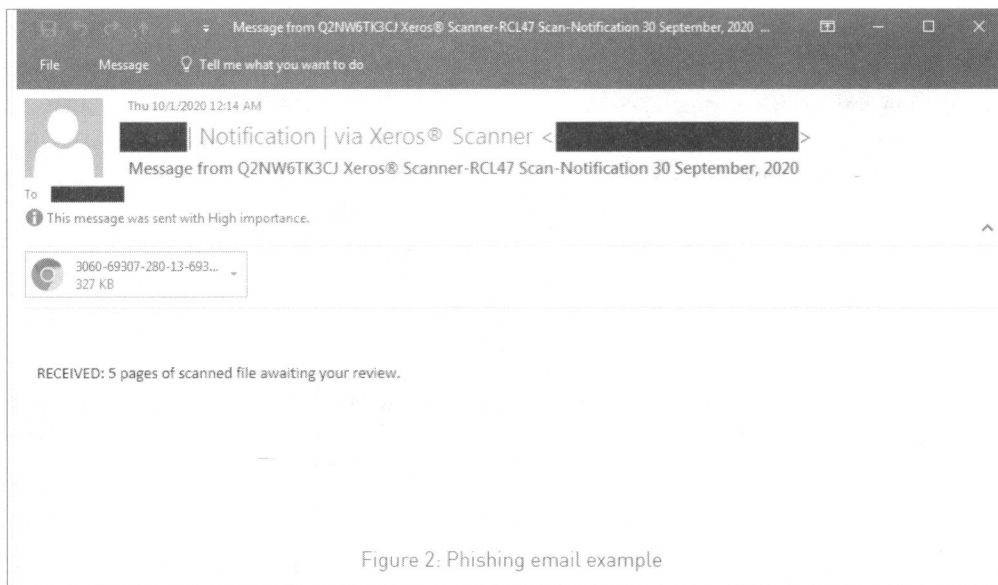 Message from Q2NW6TK3CJ Xeros® Scanner-RCL47 Scan-Notification 30 September, 2020 ...
File Message Tell me what you want to do
Thu 10/1/2020 12:14 AM
| Notification | via Xeros® Scanner < >
Message from Q2NW6TK3CJ Xeros® Scanner-RCL47 Scan-Notification 30 September, 2020
To
This message was sent with High importance.
3060-69307-280-13-693...
327 KB
RECEIVED: 5 pages of scanned file awaiting your review.
Figure 2: Phishing email example